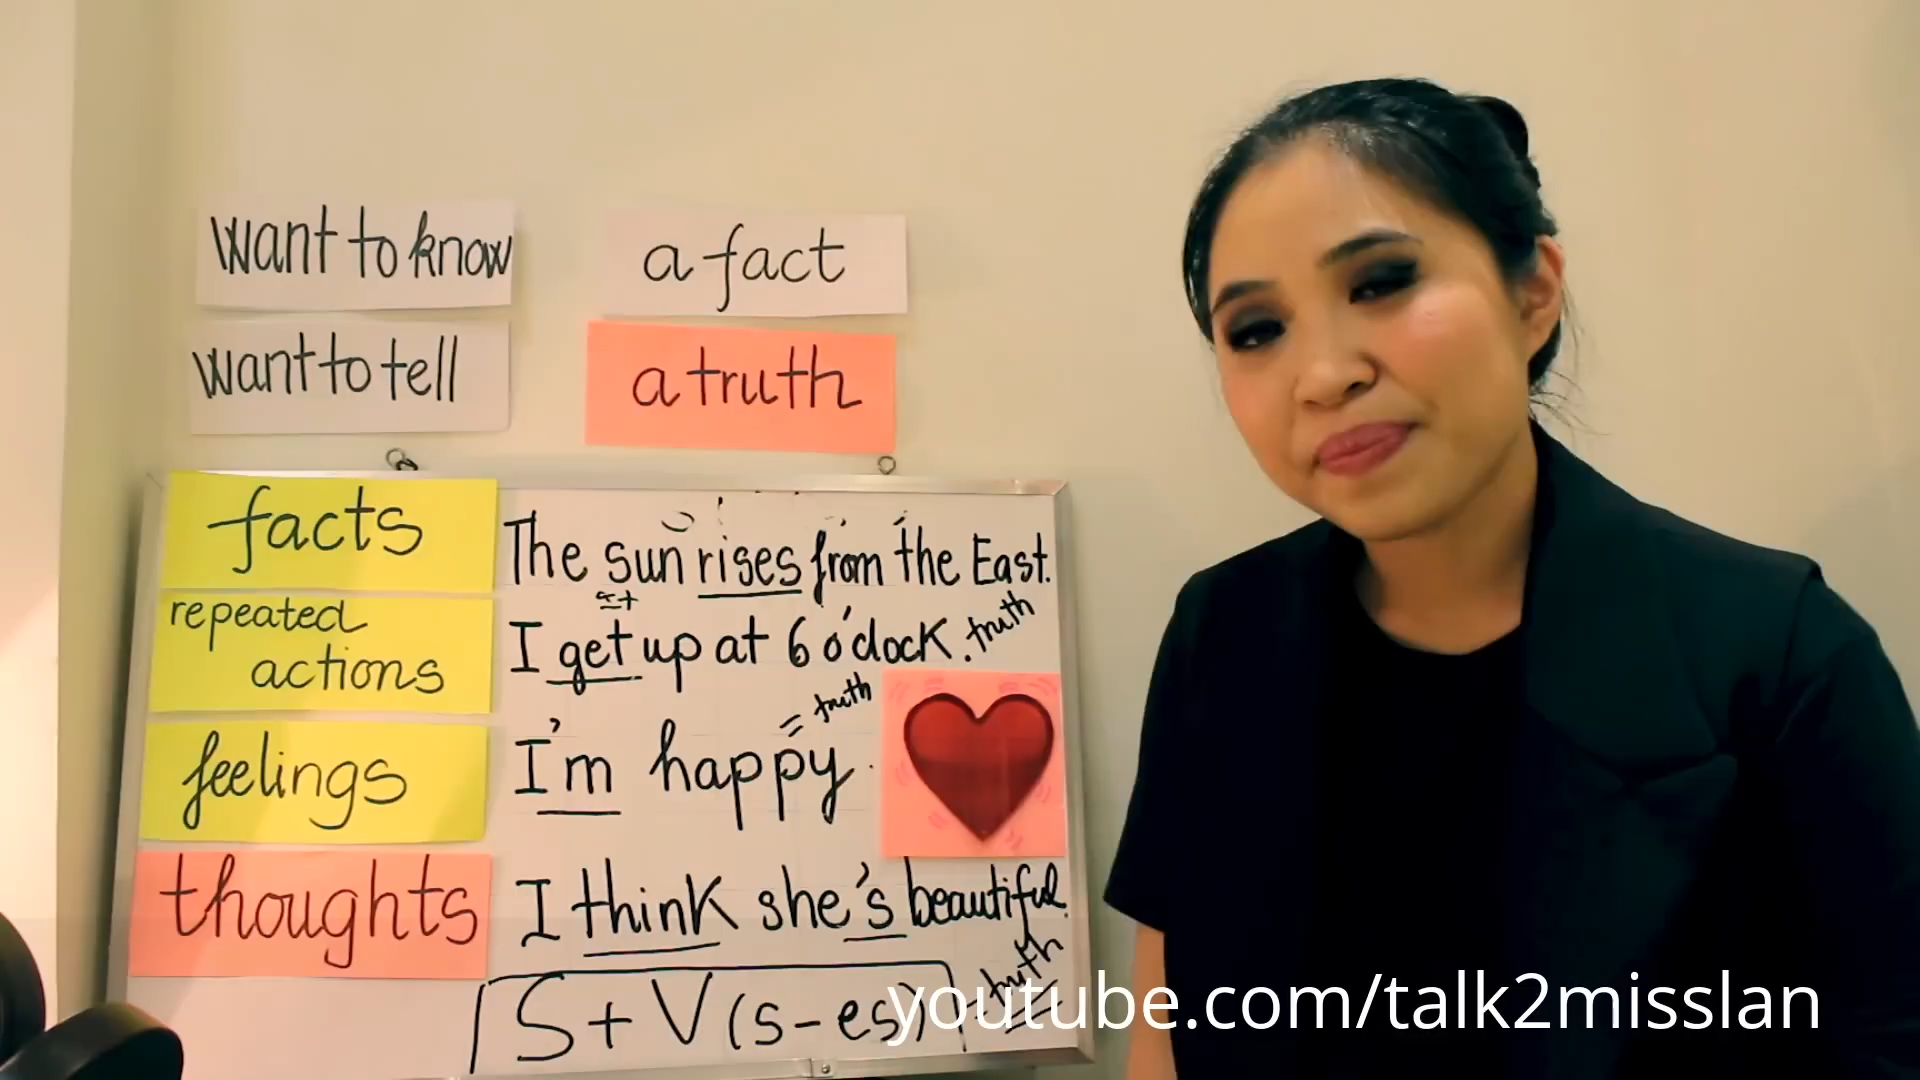 want to know
a fact
want to tell
a truth
facts
The sun rises from the East.
repeated
actions
I get up at 6 o'clock. truth
feelings
I'm happy. = truth
thoughts
I think she's beautiful.
truth
S + V (s-es)
youtube.com/talk2misslan